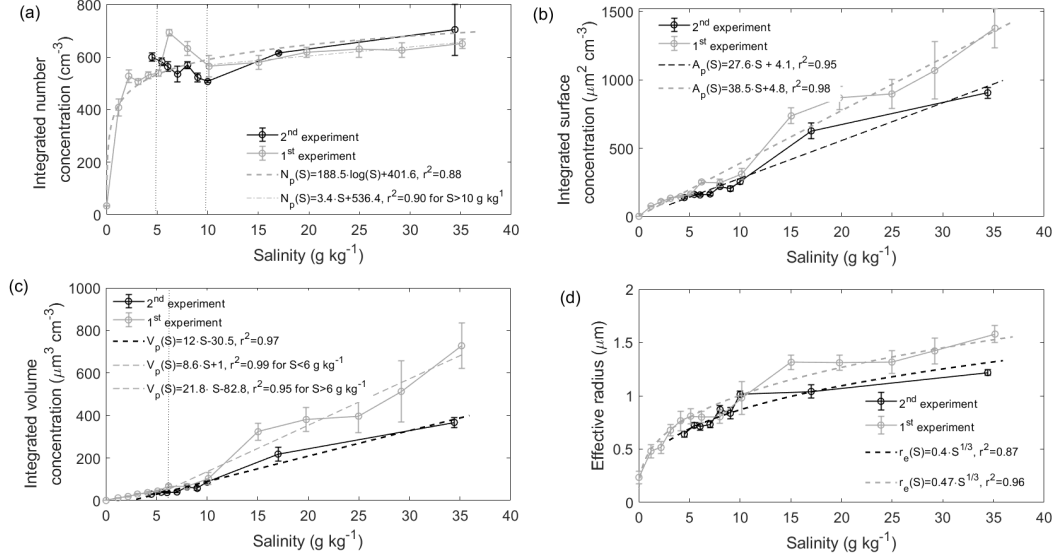 (a)
800
600
400
200
0
Integrated number
concentration (cm⁻³)
2ⁿᵈ experiment
1ˢᵗ experiment
Nₚ(S)=188.5·log(S)+401.6, r²=0.88
Nₚ(S)=3.4·S+536.4, r²=0.90 for S>10 g kg⁻¹
0 5 10 15 20 25 30 35 40
Salinity (g kg⁻¹)
(b)
1500
1000
500
0
Integrated surface
concentration (μm² cm⁻³)
2ⁿᵈ experiment
1ˢᵗ experiment
Aₚ(S)=27.6·S + 4.1, r²=0.95
Aₚ(S)=38.5·S+4.8, r²=0.98
0 5 10 15 20 25 30 35 40
Salinity (g kg⁻¹)
(c)
1000
800
600
400
200
0
Integrated volume
concentration (μm³ cm⁻³)
2ⁿᵈ experiment
1ˢᵗ experiment
Vₚ(S)=12·S-30.5, r²=0.97
Vₚ(S)=8.6·S+1, r²=0.99 for S<6 g kg⁻¹
Vₚ(S)=21.8· S-82.8, r²=0.95 for S>6 g kg⁻¹
0 5 10 15 20 25 30 35 40
Salinity (g kg⁻¹)
(d)
2
1.5
1
0.5
0
Effective radius (μm)
2ⁿᵈ experiment
1ˢᵗ experiment
rₑ(S)=0.4·S^1/3, r²=0.87
rₑ(S)=0.47·S^1/3, r²=0.96
0 5 10 15 20 25 30 35 40
Salinity (g kg⁻¹)